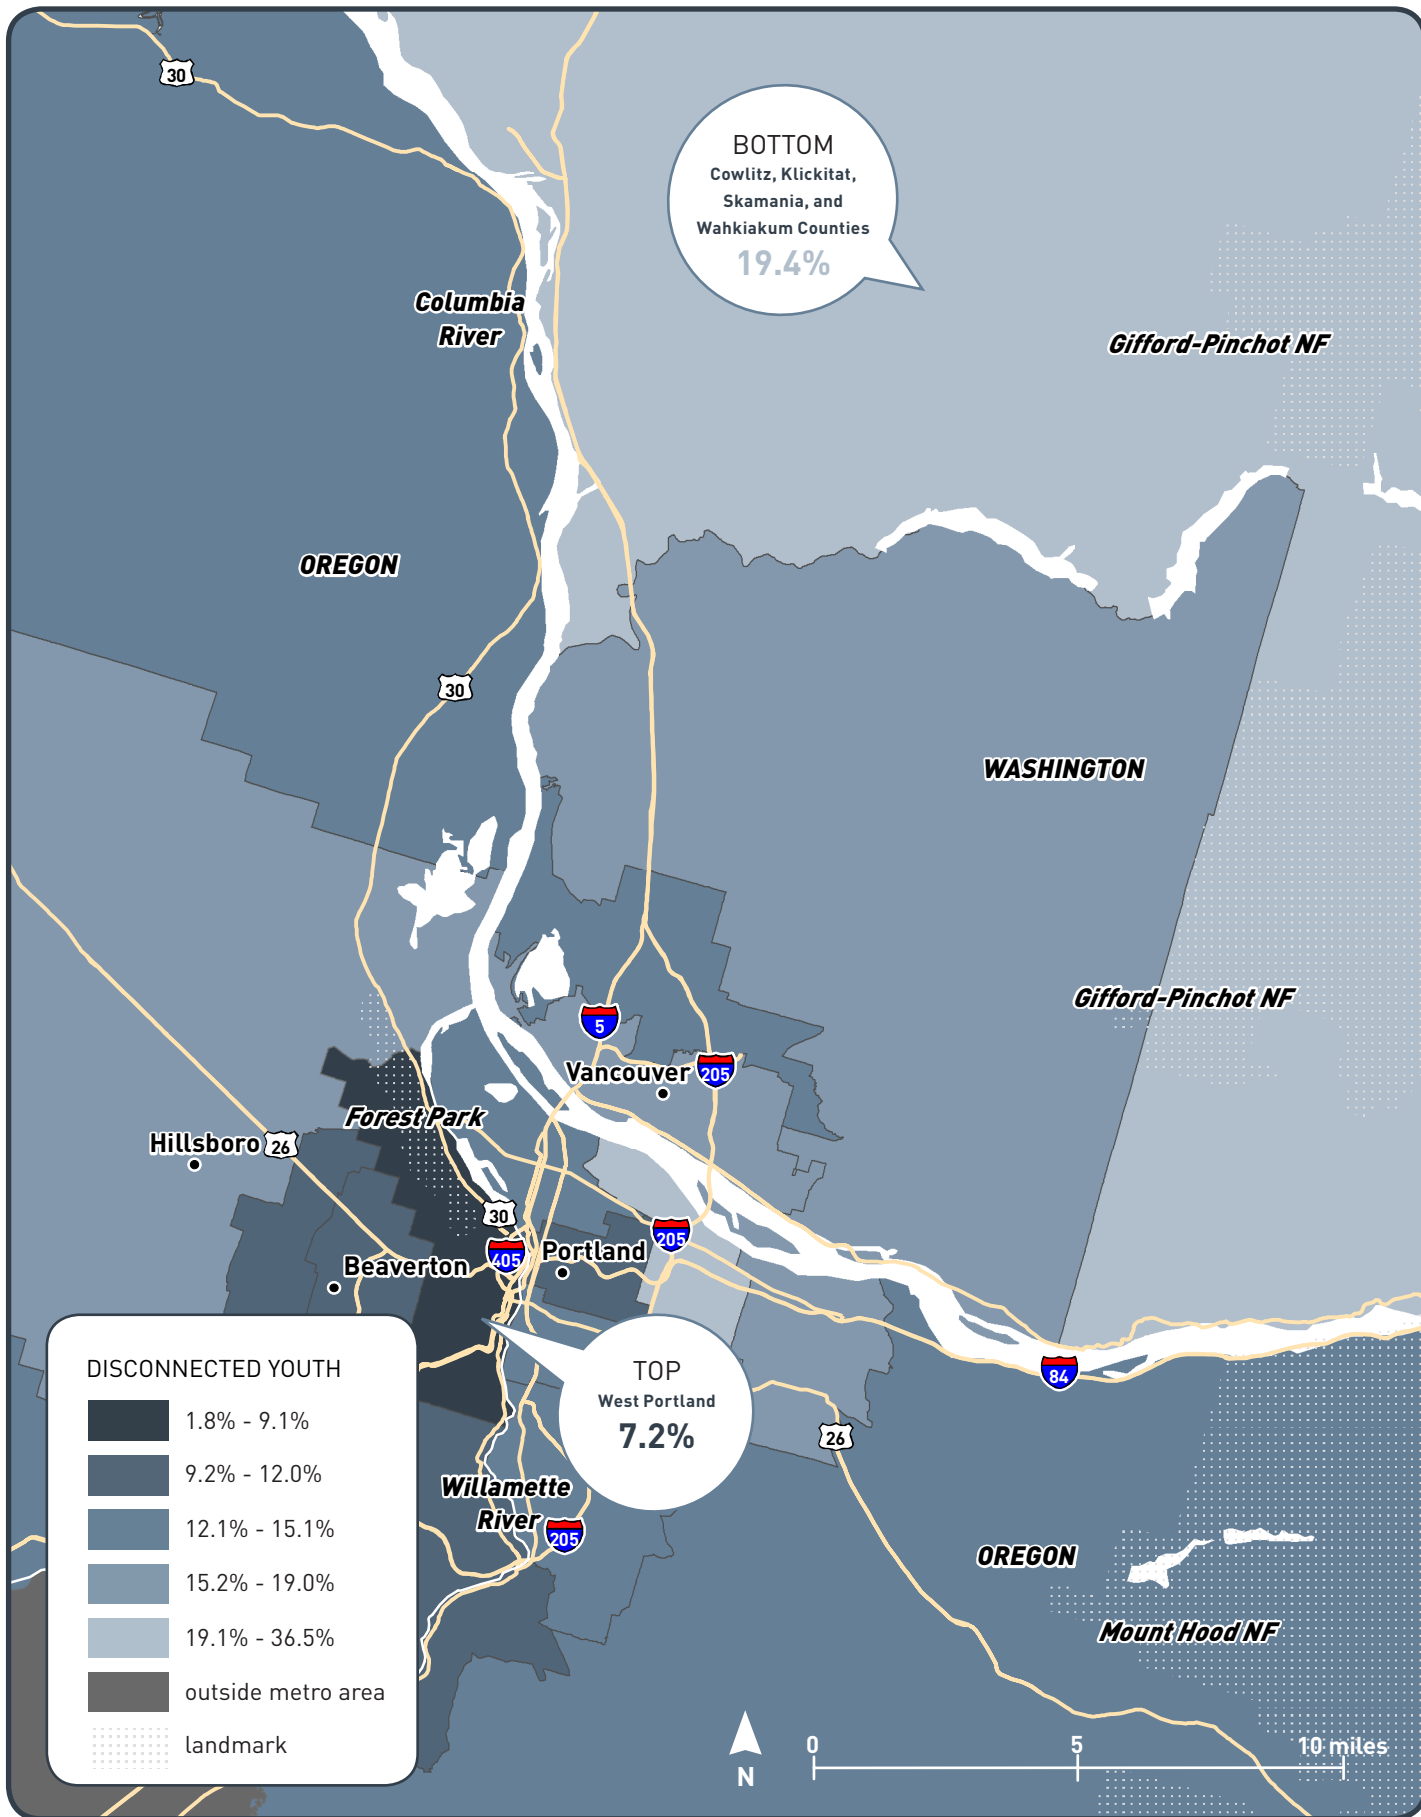 30
BOTTOM
Cowlitz, Klickitat,
Skamania, and
Wahkiakum Counties
19.4%
Columbia
River
Gifford-Pinchot NF
OREGON
30
WASHINGTON
Gifford-Pinchot NF
5
Vancouver
205
Forest Park
Hillsboro
26
30
405
Portland
205
Beaverton
TOP
West Portland
7.2%
84
26
Willamette
River
205
OREGON
Mount Hood NF
DISCONNECTED YOUTH
1.8% - 9.1%
9.2% - 12.0%
12.1% - 15.1%
15.2% - 19.0%
19.1% - 36.5%
outside metro area
landmark
N
0
5
10 miles